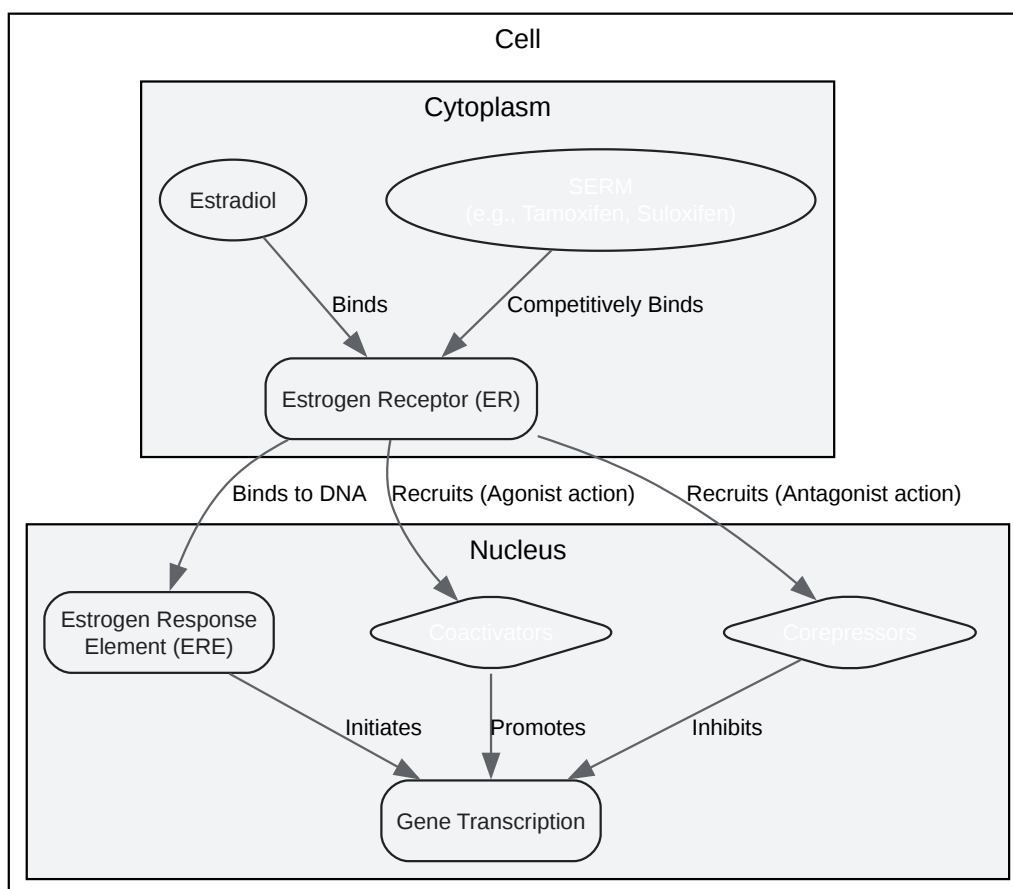 Cell
Cytoplasm
Estradiol
SERM
(e.g., Tamoxifen, Suloxifen)
Binds
Competitively Binds
Estrogen Receptor (ER)
Binds to DNA
Recruits (Agonist action)
Recruits (Antagonist action)
Nucleus
Estrogen Response
Element (ERE)
Coactivators
Corepressors
Initiates
Promotes
Inhibits
Gene Transcription